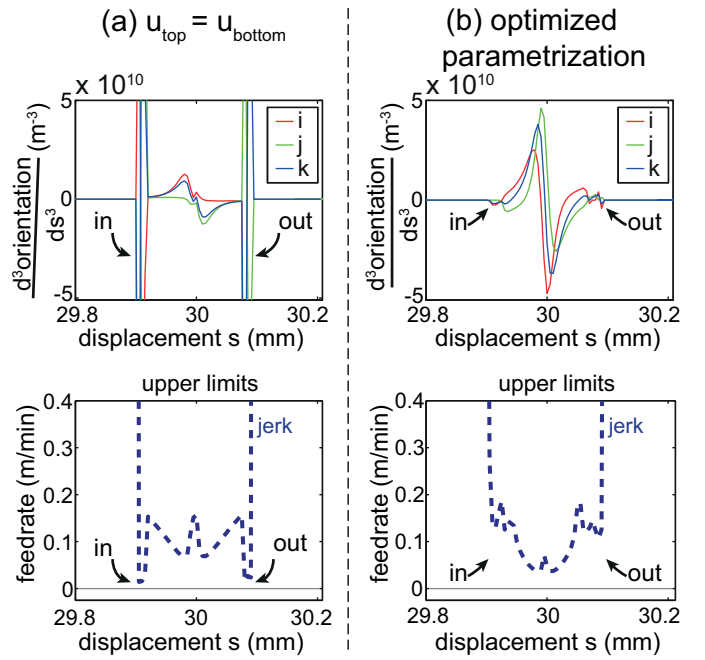 (a) u_top = u_bottom
(b) optimized
parametrization
x 10^10
5
0
-5
d³orientation
ds³
(m⁻³)
i
j
k
in
out
29.8
30
30.2
displacement s (mm)
x 10^10
5
0
-5
d³orientation
ds³
(m⁻³)
i
j
k
in
out
29.8
30
30.2
displacement s (mm)
upper limits
0.4
0.3
0.2
0.1
0
feedrate (m/min)
jerk
in
out
29.8
30
30.2
displacement s (mm)
upper limits
0.4
0.3
0.2
0.1
0
feedrate (m/min)
jerk
in
out
29.8
30
30.2
displacement s (mm)